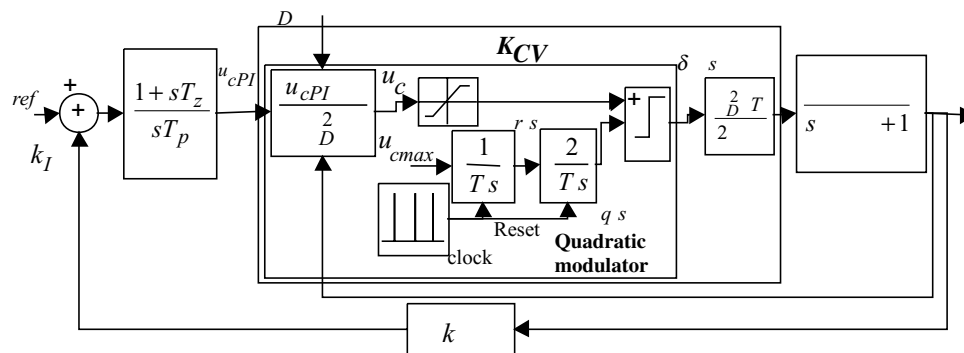 D
K_CV
ref
+
+
k_I
1 + sT_z
sT_p
u_cPI
u_cPI
2
D
u_c
u_cmax
r s
1
T s
2
T s
q s
+
Reset
clock
Quadratic
modulator
δ s
2
D T
2
s +1
k